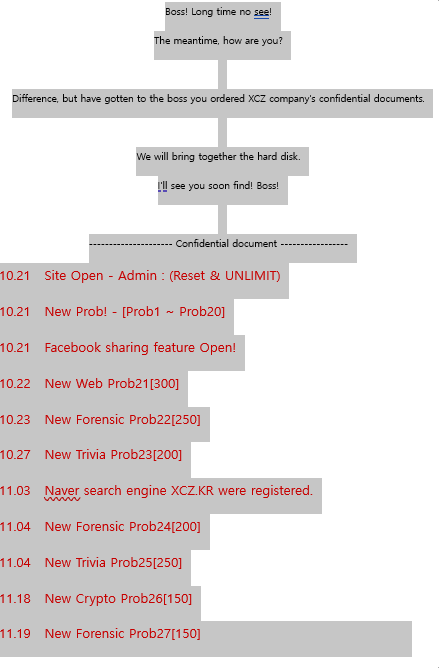 Boss! Long time no see!
The meantime, how are you?
Difference, but have gotten to the boss you ordered XCZ company's confidential documents.
We will bring together the hard disk.
I'll see you soon find! Boss!
--------------------- Confidential document -----------------
10.21 Site Open - Admin : (Reset & UNLIMIT)
10.21 New Prob! - [Prob1 ~ Prob20]
10.21 Facebook sharing feature Open!
10.22 New Web Prob21[300]
10.23 New Forensic Prob22[250]
10.27 New Trivia Prob23[200]
11.03 Naver search engine XCZ.KR were registered.
11.04 New Forensic Prob24[200]
11.04 New Trivia Prob25[250]
11.18 New Crypto Prob26[150]
11.19 New Forensic Prob27[150]